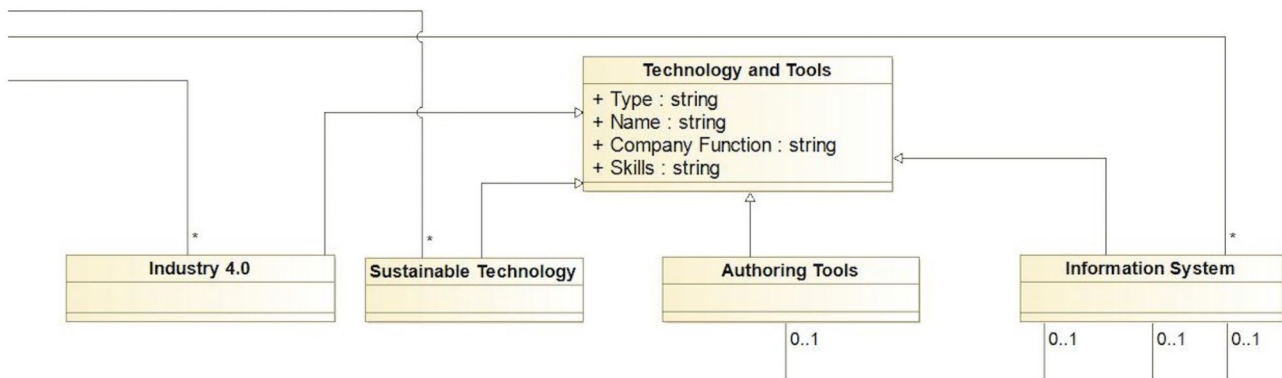 Technology and Tools
+ Type : string
+ Name : string
+ Company Function : string
+ Skills : string
*
*
*
Industry 4.0
Sustainable Technology
Authoring Tools
Information System
0..1
0..1
0..1
0..1